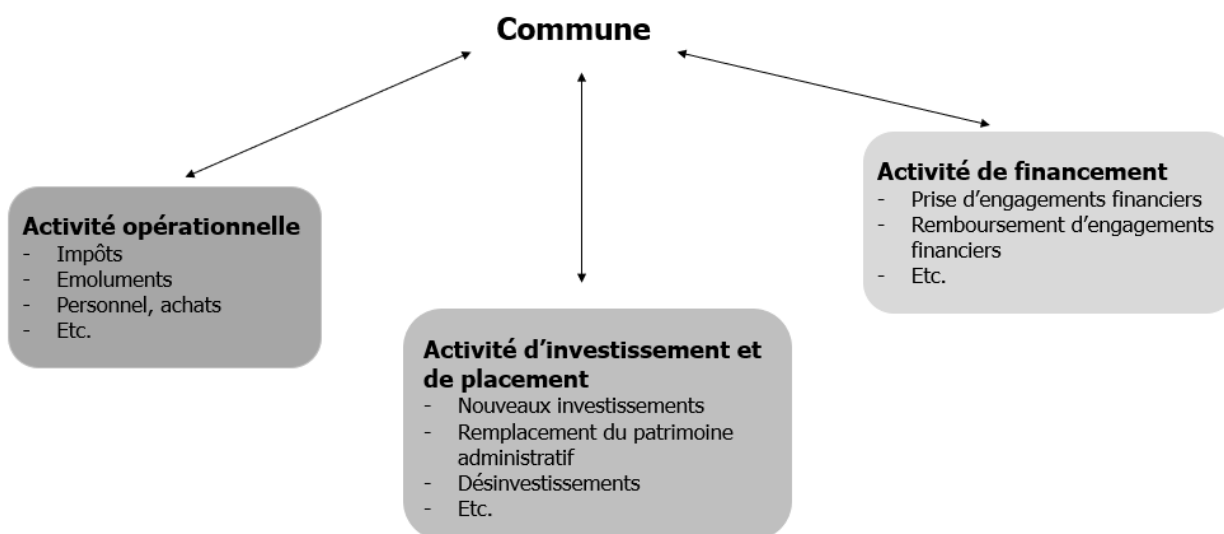 Commune
Activité opérationnelle
- Impôts
- Emoluments
- Personnel, achats
- Etc.
Activité d'investissement et
de placement
- Nouveaux investissements
- Remplacement du patrimoine
administratif
- Désinvestissements
- Etc.
Activité de financement
- Prise d'engagements financiers
- Remboursement d'engagements
financiers
- Etc.